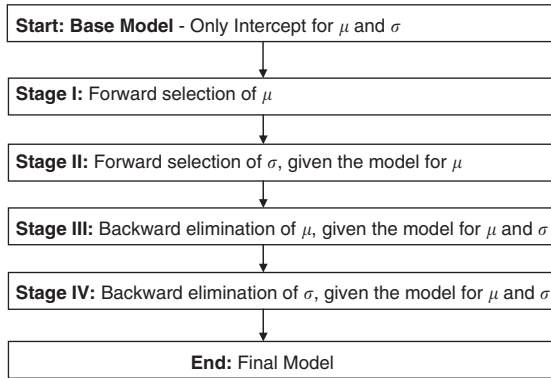 Start: Base Model - Only Intercept for μ and σ
Stage I: Forward selection of μ
Stage II: Forward selection of σ, given the model for μ
Stage III: Backward elimination of μ, given the model for μ and σ
Stage IV: Backward elimination of σ, given the model for μ and σ
End: Final Model